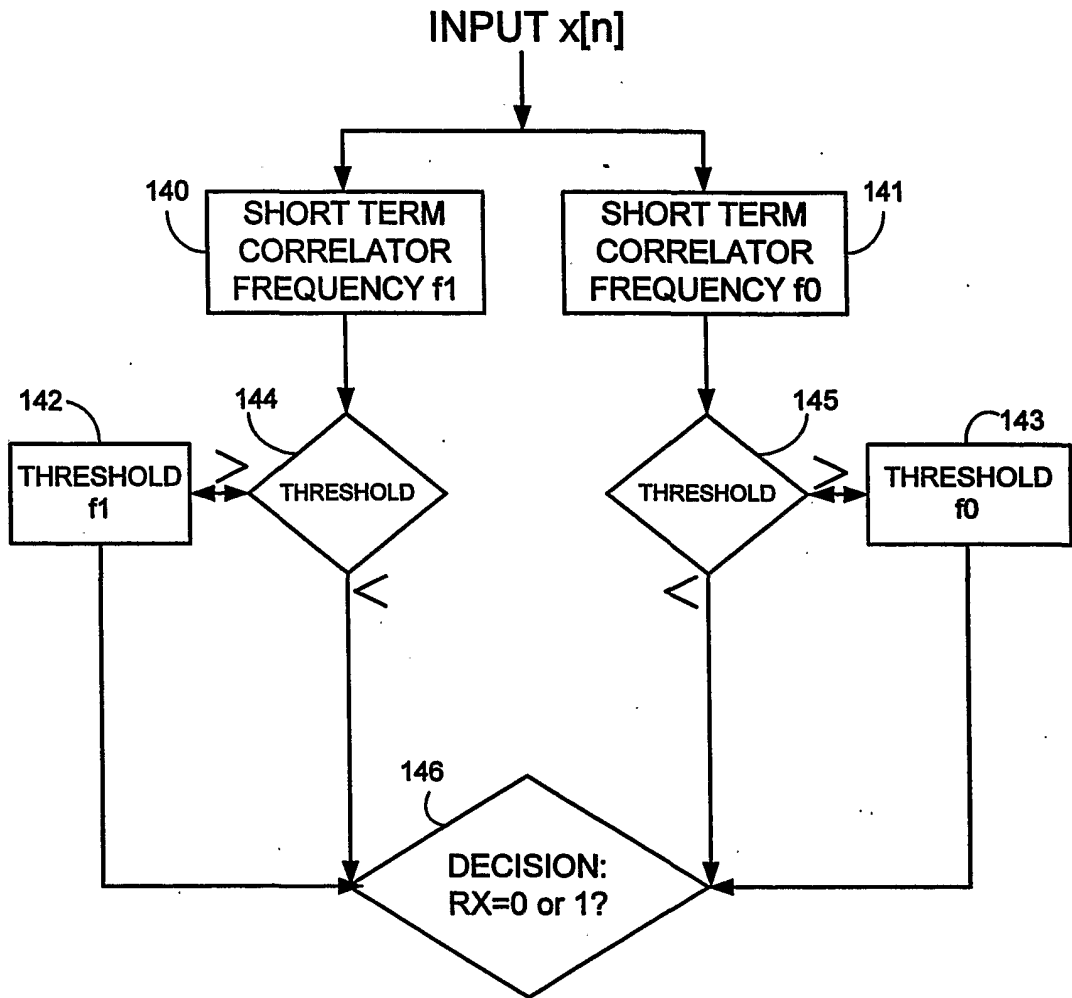 INPUT x[n]
140
SHORT TERM
CORRELATOR
FREQUENCY f1
SHORT TERM
CORRELATOR
FREQUENCY f0
141
142
THRESHOLD
f1
>
144
THRESHOLD
<
145
THRESHOLD
>
<
143
THRESHOLD
f0
146
DECISION:
RX=0 or 1?